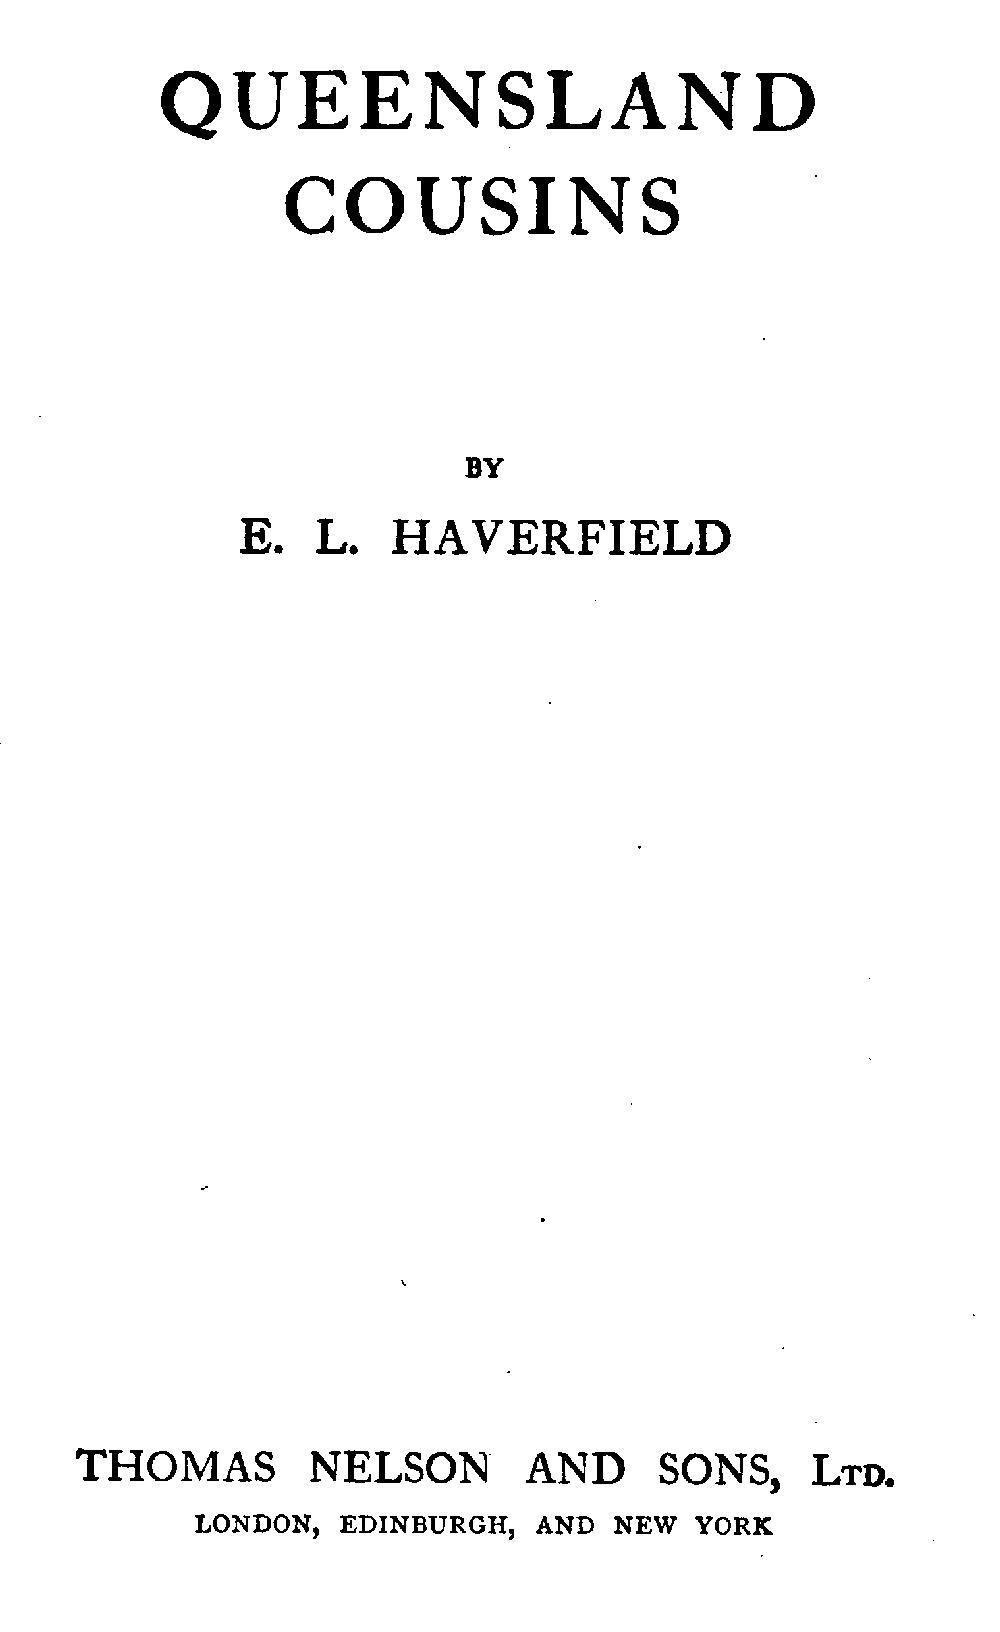 QUEENSLAND
COUSINS
BY
E. L. HAVERFIELD
THOMAS NELSON AND SONS, LTD.
LONDON, EDINBURGH, AND NEW YORK